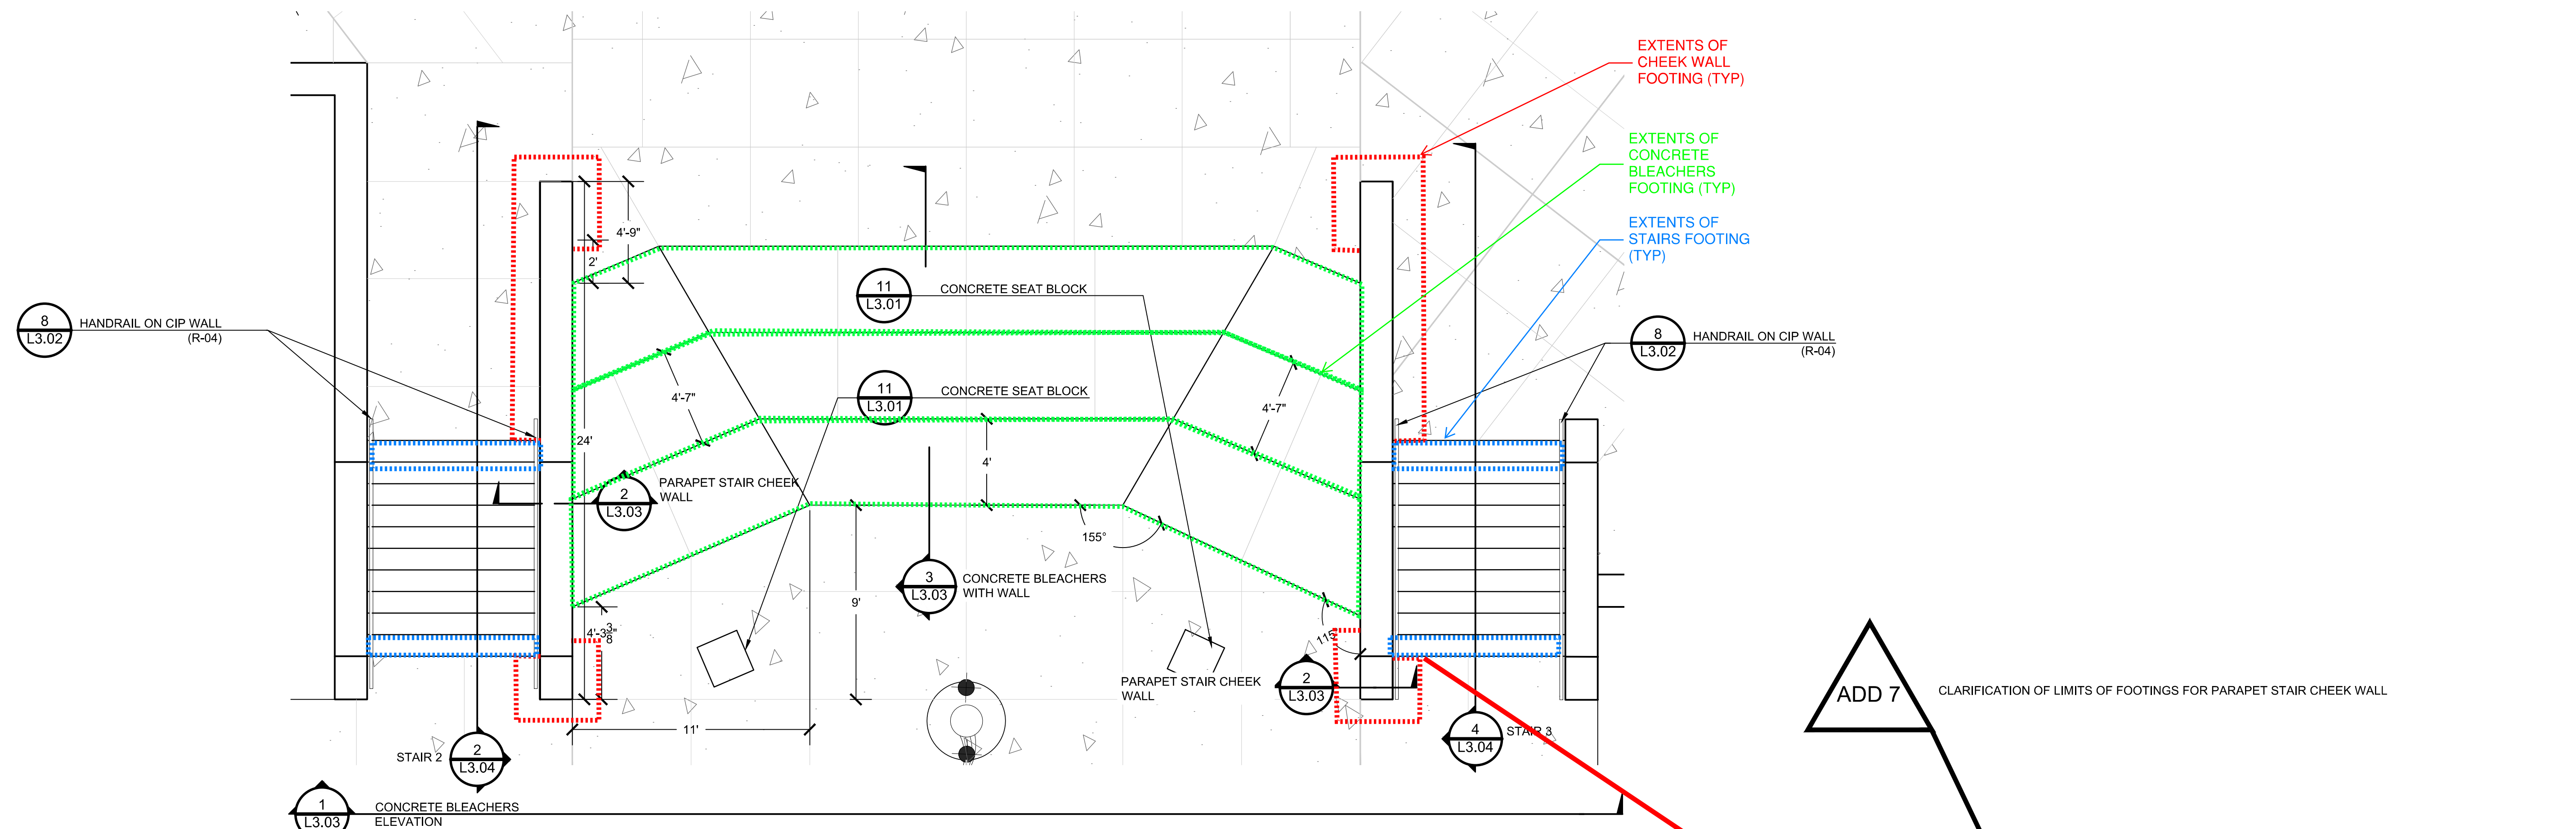 EXTENTS OF
CHEEK WALL
FOOTING (TYP)
EXTENTS OF
CONCRETE
BLEACHERS
FOOTING (TYP)
EXTENTS OF
STAIRS FOOTING
(TYP)
4'-9"
2'
11
L3.01
CONCRETE SEAT BLOCK
8
L3.02
HANDRAIL ON CIP WALL
(R-04)
8
L3.02
HANDRAIL ON CIP WALL
(R-04)
11
L3.01
CONCRETE SEAT BLOCK
4'-7"
4'-7"
24'
4'
2
L3.03
PARAPET STAIR CHEEK
WALL
155°
3
L3.03
CONCRETE BLEACHERS
WITH WALL
9'
4'-3 3/8"
115
PARAPET STAIR CHEEK
WALL
2
L3.03
ADD 7
CLARIFICATION OF LIMITS OF FOOTINGS FOR PARAPET STAIR CHEEK WALL
11'
STAIR 2
2
L3.04
4
L3.04
STAIR 3
1
L3.03
CONCRETE BLEACHERS
ELEVATION